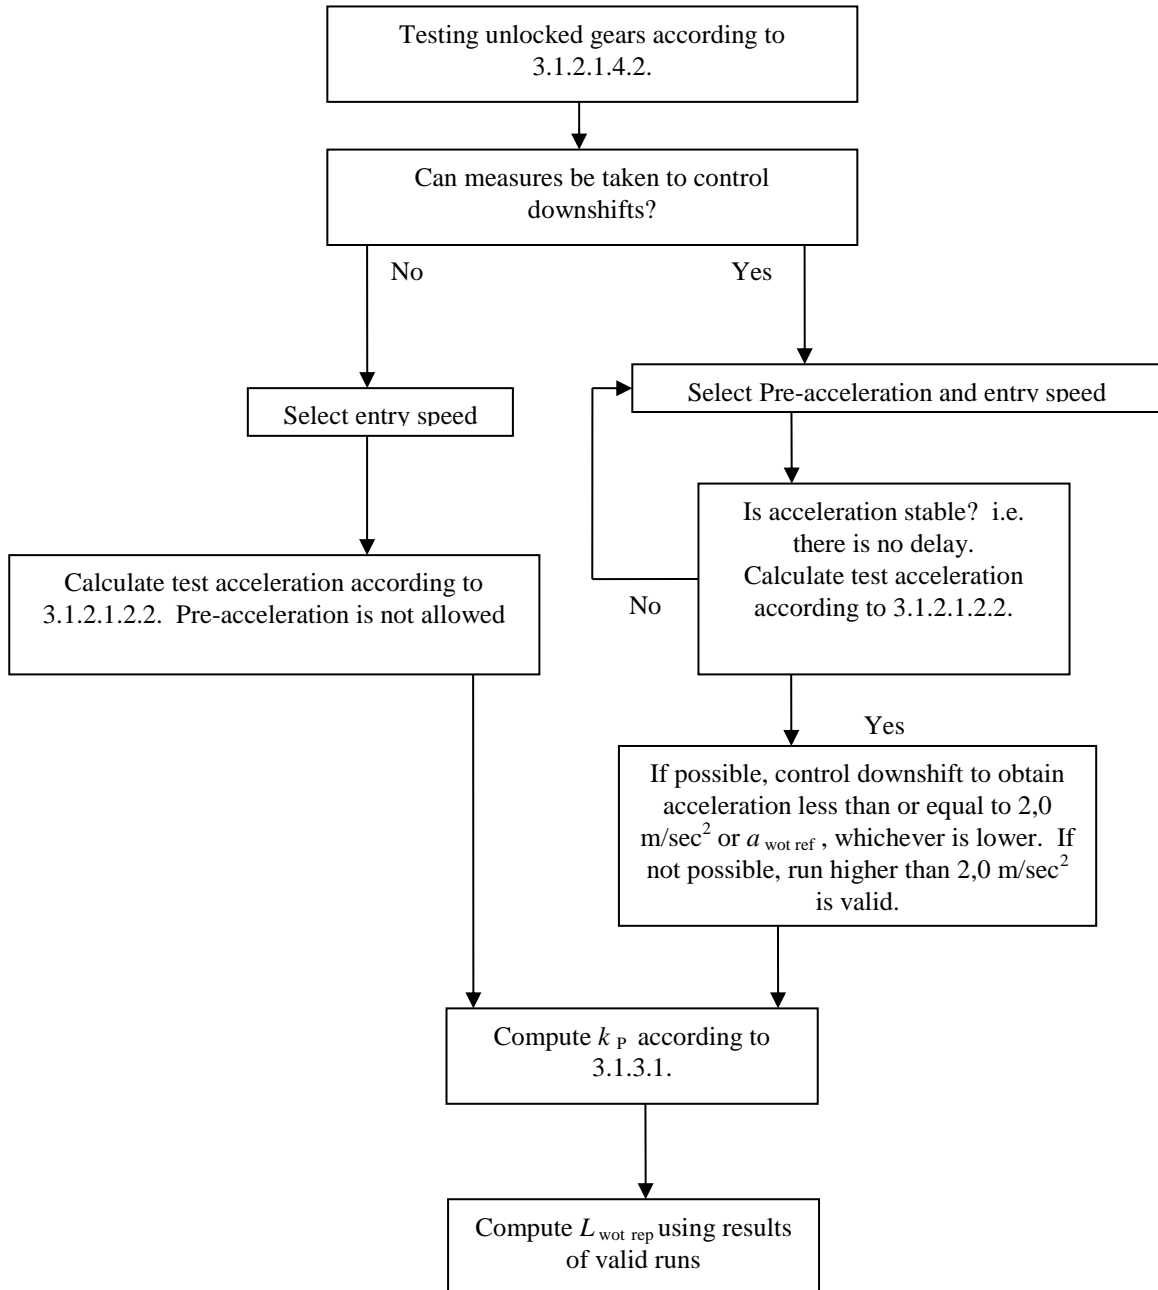 Testing unlocked gears according to
3.1.2.1.4.2.
Can measures be taken to control
downshifts?
No
Yes
Select entry speed
Select Pre-acceleration and entry speed
Is acceleration stable?  i.e.
there is no delay.
Calculate test acceleration
according to 3.1.2.1.2.2.
No
Calculate test acceleration according to
3.1.2.1.2.2.  Pre-acceleration is not allowed
Yes
If possible, control downshift to obtain
acceleration less than or equal to 2,0
m/sec² or a wot ref , whichever is lower.  If
not possible, run higher than 2,0 m/sec²
is valid.
Compute k P according to
3.1.3.1.
Compute L wot rep using results
of valid runs